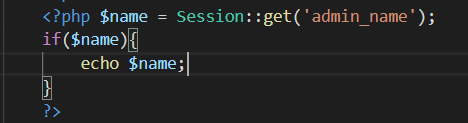 <?php $name = Session::get('admin_name');
if($name){
    echo $name;
}
?>